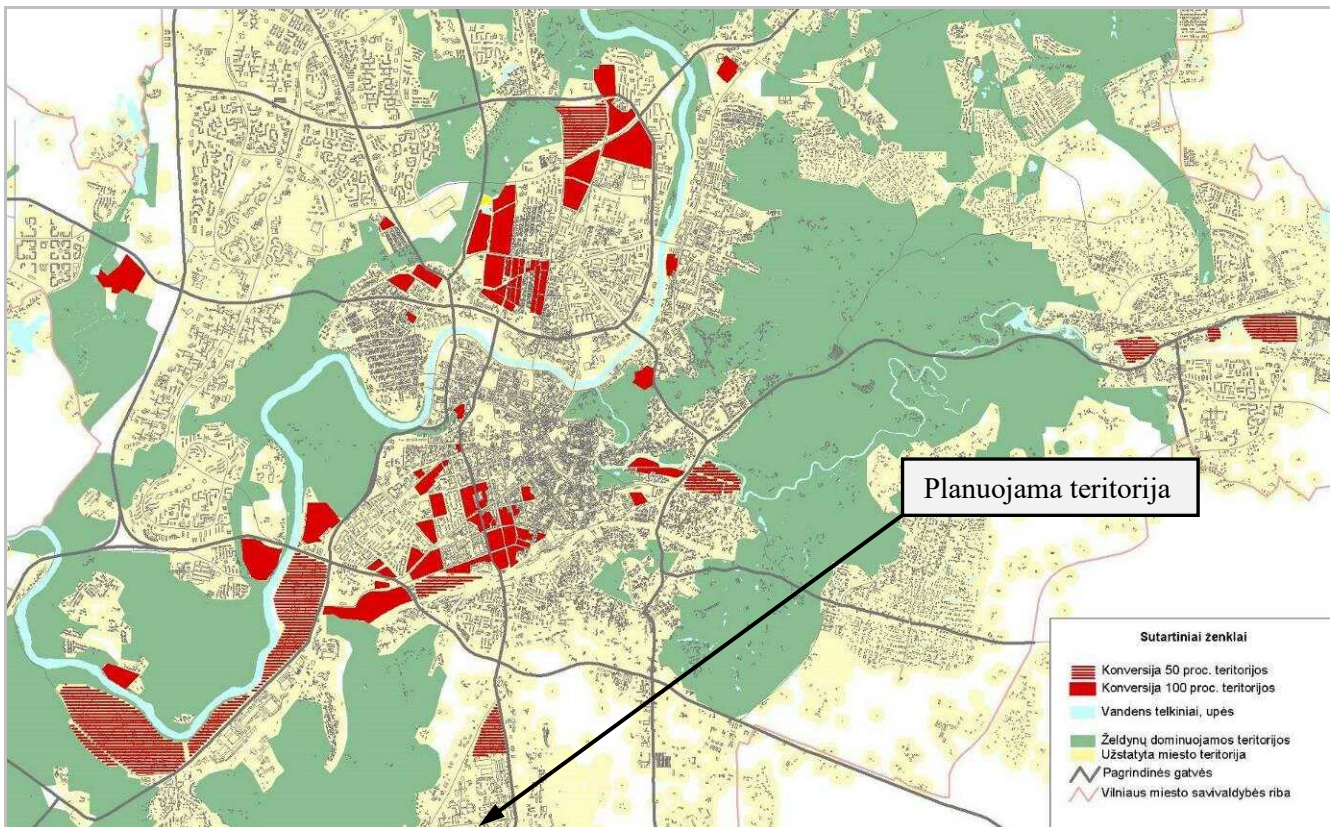 Planuojama teritorija
Sutartiniai ženklai
Konversija 50 proc. teritorijos
Konversija 100 proc. teritorijos
Vandens telkiniai, upės
Želdynų dominuojamos teritorijos
Užstatyta miesto teritorija
Pagrindinės gatvės
Vilniaus miesto savivaldybės riba